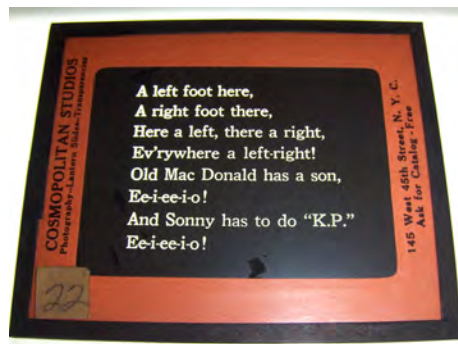 COSMOPOLITAN STUDIOS
Photography-Lantern Slides-Transparencies
A left foot here,
A right foot there,
Here a left, there a right,
Ev'rywhere a left-right!
Old Mac Donald has a son,
Ee-i-ee-i-o!
And Sonny has to do “K.P.”
Ee-i-ee-i-o!
145 West 45th Street, N. Y. C.
Ask for Catalog - Free
22